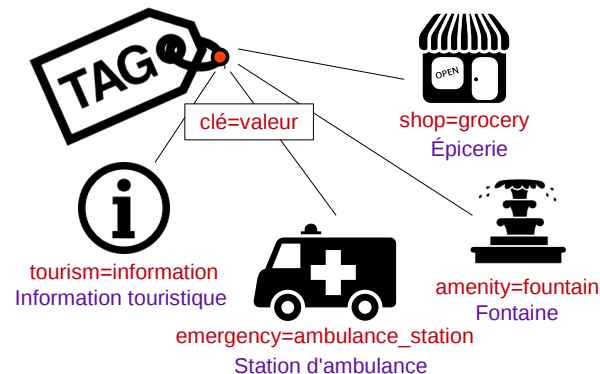 TAG
OPEN
clé=valeur
shop=grocery
Épicerie
tourism=information
Information touristique
amenity=fountain
Fontaine
emergency=ambulance_station
Station d'ambulance